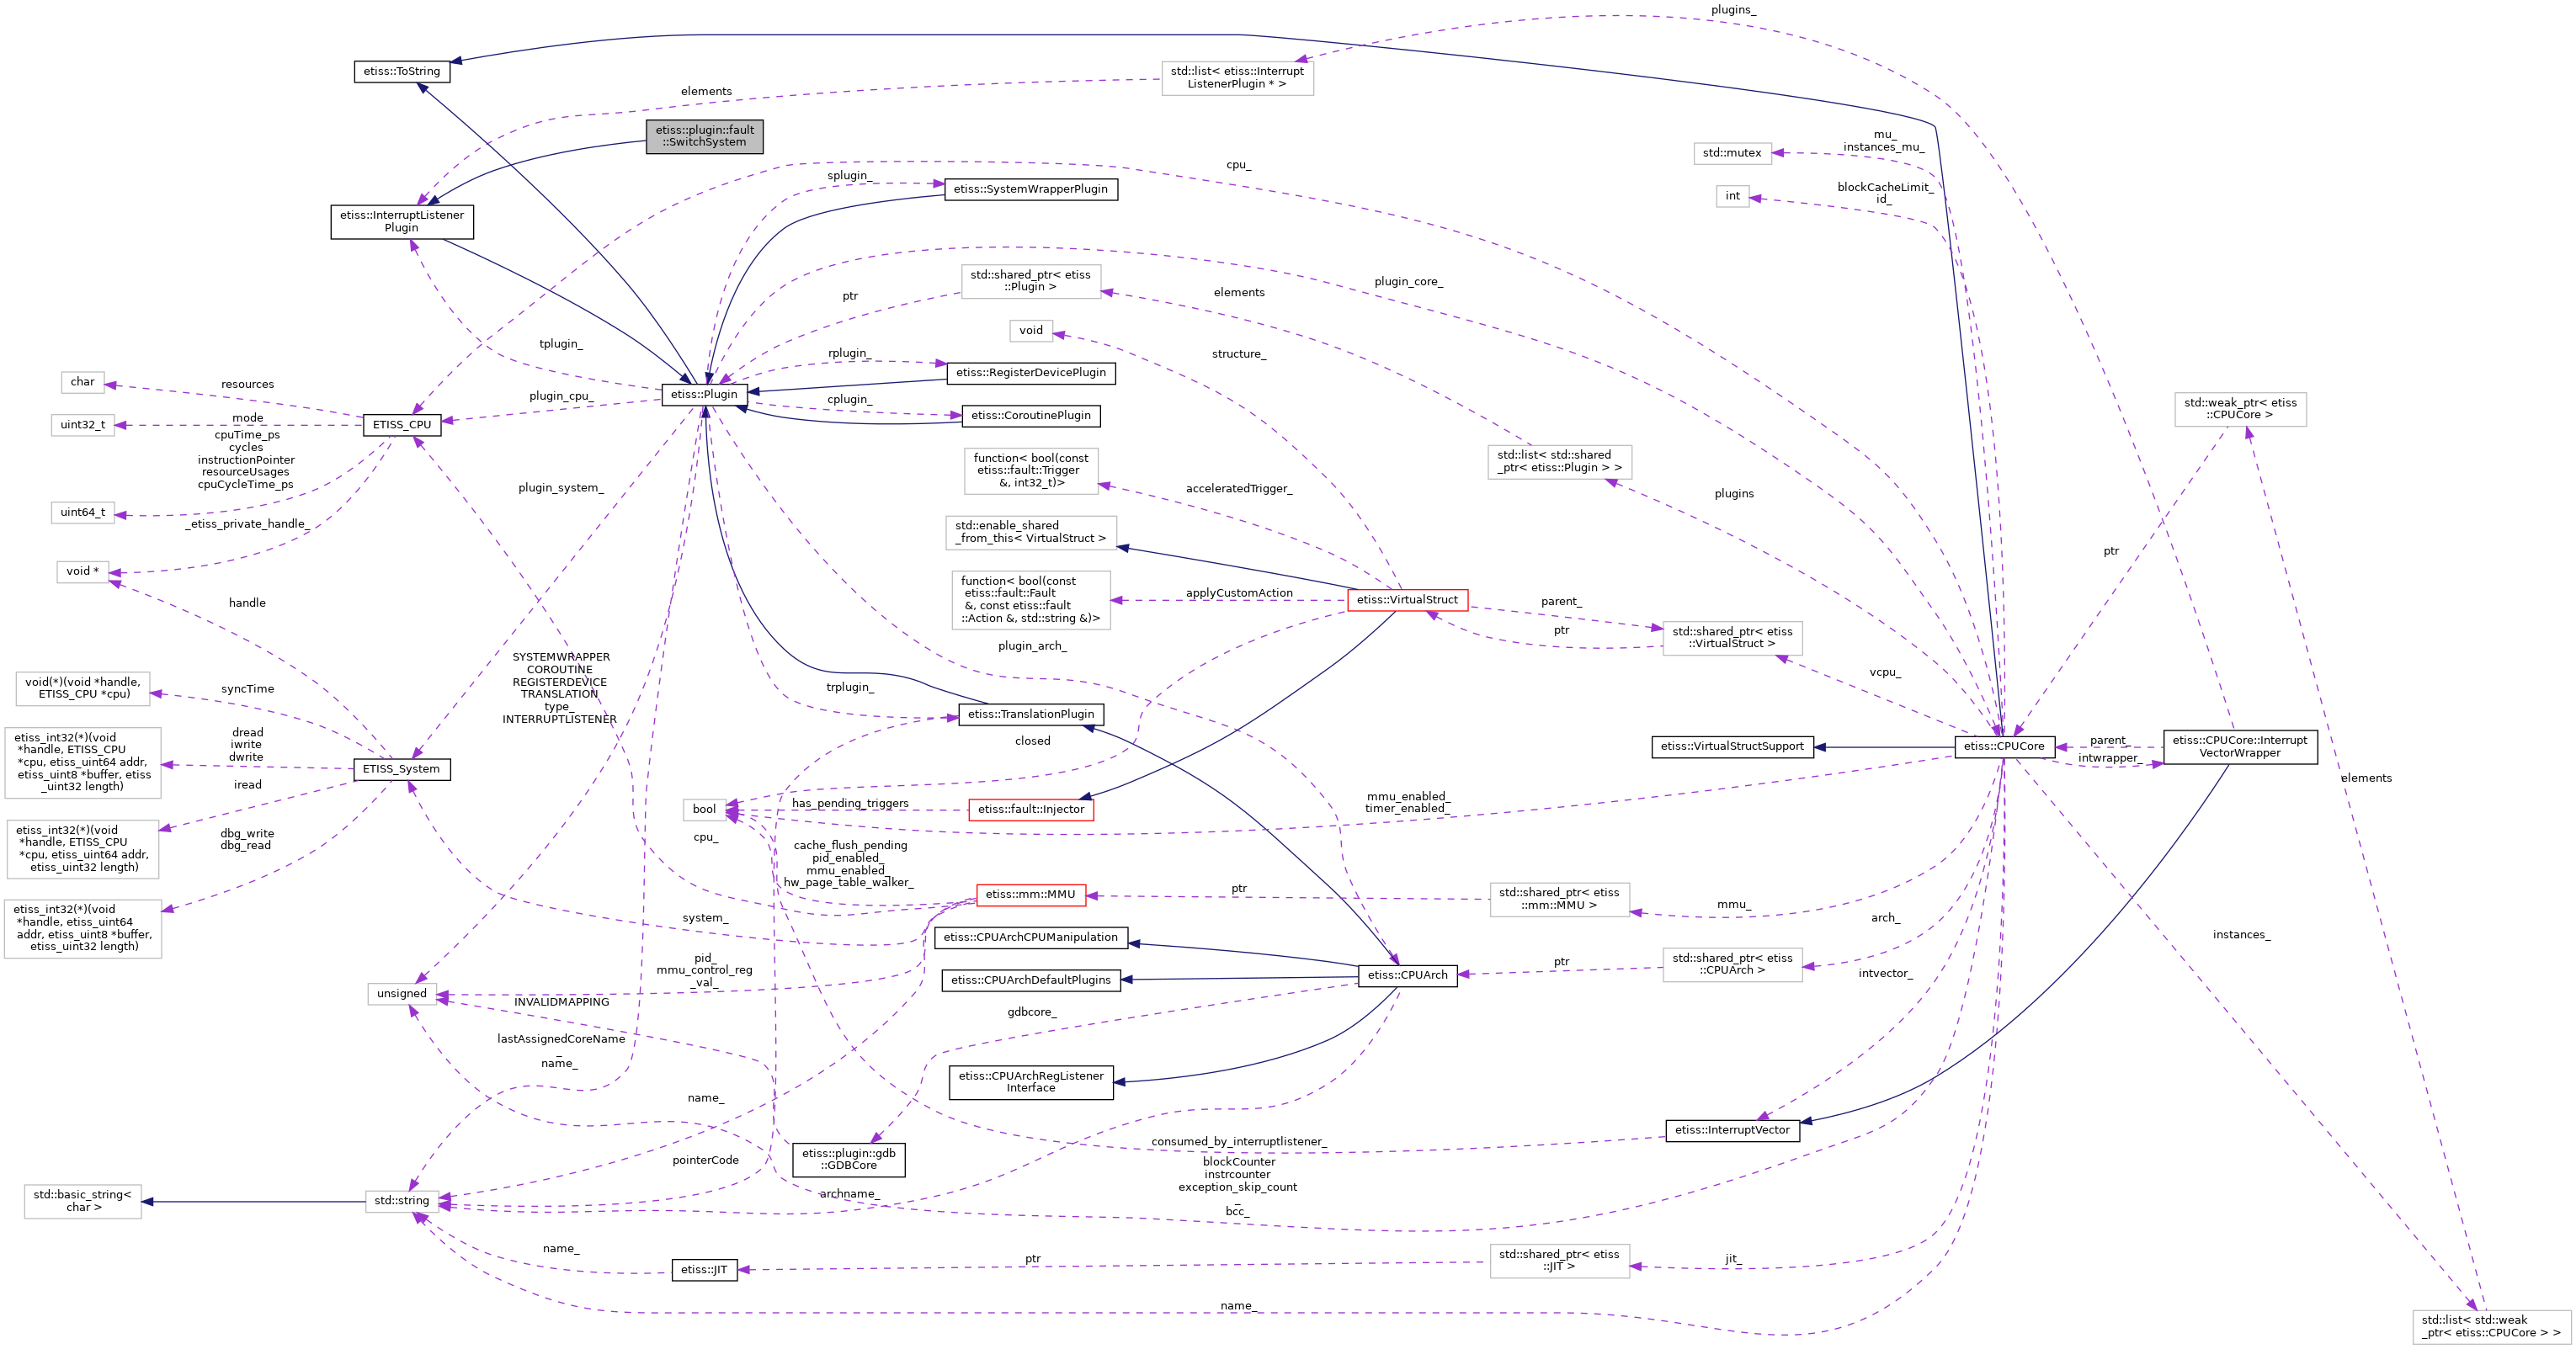 plugins_
etiss::ToString
std::list< etiss::Interrupt
ListenerPlugin * >
elements
etiss::plugin::fault
::SwitchSystem
mu_
instances_mu_
std::mutex
cpu_
splugin_
etiss::SystemWrapperPlugin
blockCacheLimit_
id_
int
etiss::InterruptListener
Plugin
std::shared_ptr< etiss
::Plugin >
plugin_core_
ptr
elements
void
structure_
tplugin_
rplugin_
etiss::RegisterDevicePlugin
char
resources
etiss::Plugin
plugin_cpu_
cplugin_
etiss::CoroutinePlugin
std::weak_ptr< etiss
::CPUCore >
uint32_t
mode
ETISS_CPU
cpuTime_ps
cycles
instructionPointer
resourceUsages
cpuCycleTime_ps
function< bool(const
etiss::fault::Trigger
&, int32_t)>
std::list< std::shared
_ptr< etiss::Plugin > >
plugin_system_
acceleratedTrigger_
plugins
uint64_t
_etiss_private_handle_
std::enable_shared
_from_this< VirtualStruct >
ptr
void *
handle
function< bool(const
etiss::fault::Fault
&, const etiss::fault
::Action &, std::string &)>
applyCustomAction
etiss::VirtualStruct
parent_
ptr
std::shared_ptr< etiss
::VirtualStruct >
plugin_arch_
SYSTEMWRAPPER
COROUTINE
REGISTERDEVICE
TRANSLATION
type_
INTERRUPTLISTENER
vcpu_
void(*)(void *handle,
ETISS_CPU *cpu)
syncTime
trplugin_
etiss::TranslationPlugin
etiss_int32(*)(void
*handle, ETISS_CPU
*cpu, etiss_uint64 addr,
etiss_uint8 *buffer, etiss
_uint32 length)
dread
iwrite
dwrite
closed
etiss::VirtualStructSupport
etiss::CPUCore
parent_
intwrapper_
etiss::CPUCore::Interrupt
VectorWrapper
ETISS_System
iread
elements
bool
has_pending_triggers
etiss::fault::Injector
mmu_enabled_
timer_enabled_
etiss_int32(*)(void
*handle, ETISS_CPU
*cpu, etiss_uint64 addr,
etiss_uint32 length)
dbg_write
dbg_read
cpu_
cache_flush_pending
pid_enabled_
mmu_enabled_
hw_page_table_walker_
etiss::mm::MMU
ptr
std::shared_ptr< etiss
::mm::MMU >
mmu_
etiss_int32(*)(void
*handle, etiss_uint64
addr, etiss_uint8 *buffer,
etiss_uint32 length)
system_
arch_
etiss::CPUArchCPUManipulation
instances_
pid_
mmu_control_reg
_val_
etiss::CPUArchDefaultPlugins
etiss::CPUArch
ptr
std::shared_ptr< etiss
::CPUArch >
intvector_
unsigned
INVALIDMAPPING
gdbcore_
lastAssignedCoreName
_
name_
etiss::CPUArchRegListener
Interface
name_
etiss::InterruptVector
consumed_by_interruptlistener_
etiss::plugin::gdb
::GDBCore
pointerCode
blockCounter
instrcounter
exception_skip_count
_
bcc_
archname_
std::basic_string<
char >
std::string
name_
etiss::JIT
ptr
std::shared_ptr< etiss
::JIT >
jit_
name_
std::list< std::weak
_ptr< etiss::CPUCore > >